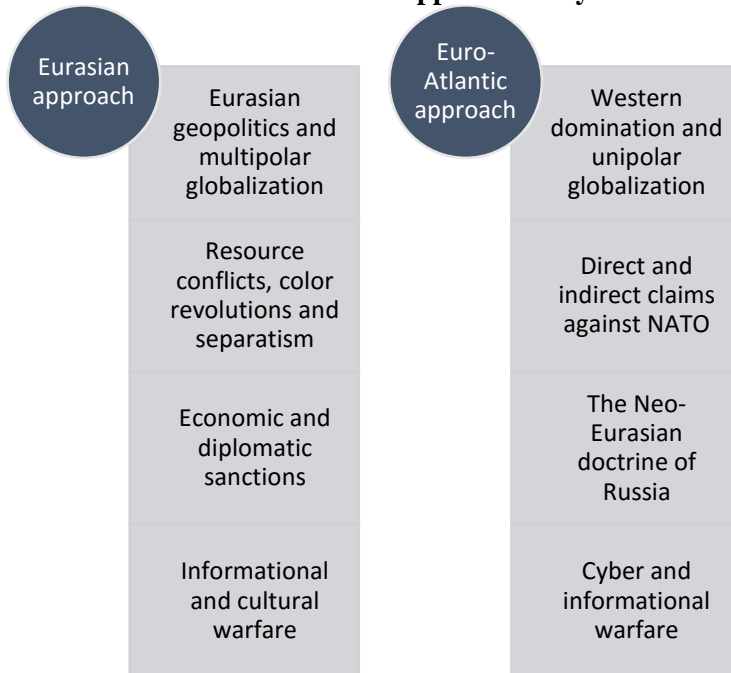 Eurasian
approach
Eurasian
geopolitics and
multipolar
globalization
Resource
conflicts, color
revolutions and
separatism
Economic and
diplomatic
sanctions
Informational
and cultural
warfare
Euro-
Atlantic
approach
Western
domination and
unipolar
globalization
Direct and
indirect claims
against NATO
The Neo-
Eurasian
doctrine of
Russia
Cyber and
informational
warfare